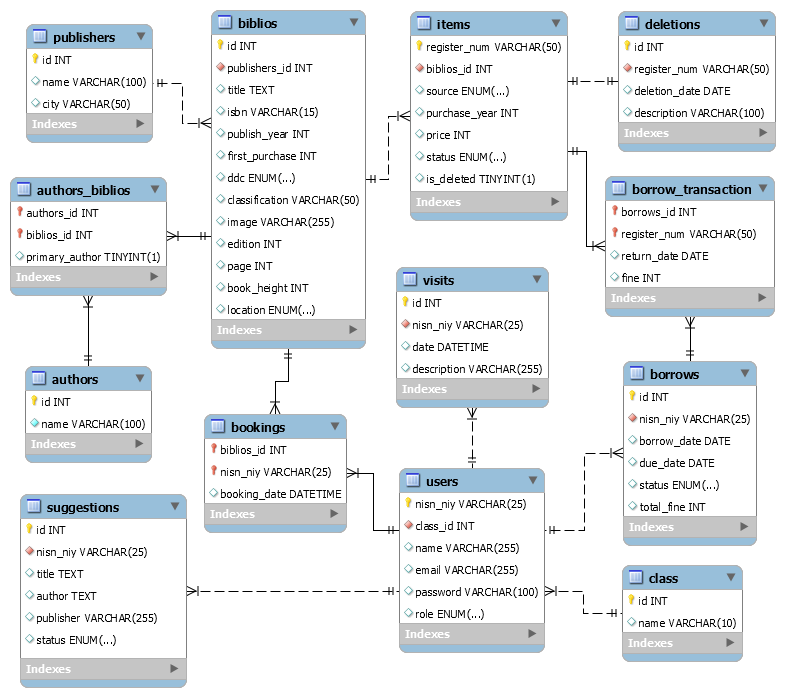 publishers
id INT
name VARCHAR(100)
city VARCHAR(50)
Indexes
biblios
id INT
publishers_id INT
title TEXT
isbn VARCHAR(15)
publish_year INT
first_purchase INT
ddc ENUM(...)
classification VARCHAR(50)
image VARCHAR(255)
edition INT
page INT
book_height INT
location ENUM(...)
Indexes
items
register_num VARCHAR(50)
biblios_id INT
source ENUM(...)
purchase_year INT
price INT
status ENUM(...)
is_deleted TINYINT(1)
Indexes
deletions
id INT
register_num VARCHAR(50)
deletion_date DATE
description VARCHAR(100)
Indexes
authors_biblios
authors_id INT
biblios_id INT
primary_author TINYINT(1)
Indexes
borrow_transaction
borrows_id INT
register_num VARCHAR(50)
return_date DATE
fine INT
Indexes
visits
id INT
nisn_niy VARCHAR(25)
date DATETIME
description VARCHAR(255)
Indexes
authors
id INT
name VARCHAR(100)
Indexes
borrows
id INT
nisn_niy VARCHAR(25)
borrow_date DATE
due_date DATE
status ENUM(...)
total_fine INT
Indexes
bookings
biblios_id INT
nisn_niy VARCHAR(25)
booking_date DATETIME
Indexes
users
nisn_niy VARCHAR(25)
class_id INT
name VARCHAR(255)
email VARCHAR(255)
password VARCHAR(100)
role ENUM(...)
Indexes
suggestions
id INT
nisn_niy VARCHAR(25)
title TEXT
author TEXT
publisher VARCHAR(255)
status ENUM(...)
Indexes
class
id INT
name VARCHAR(10)
Indexes